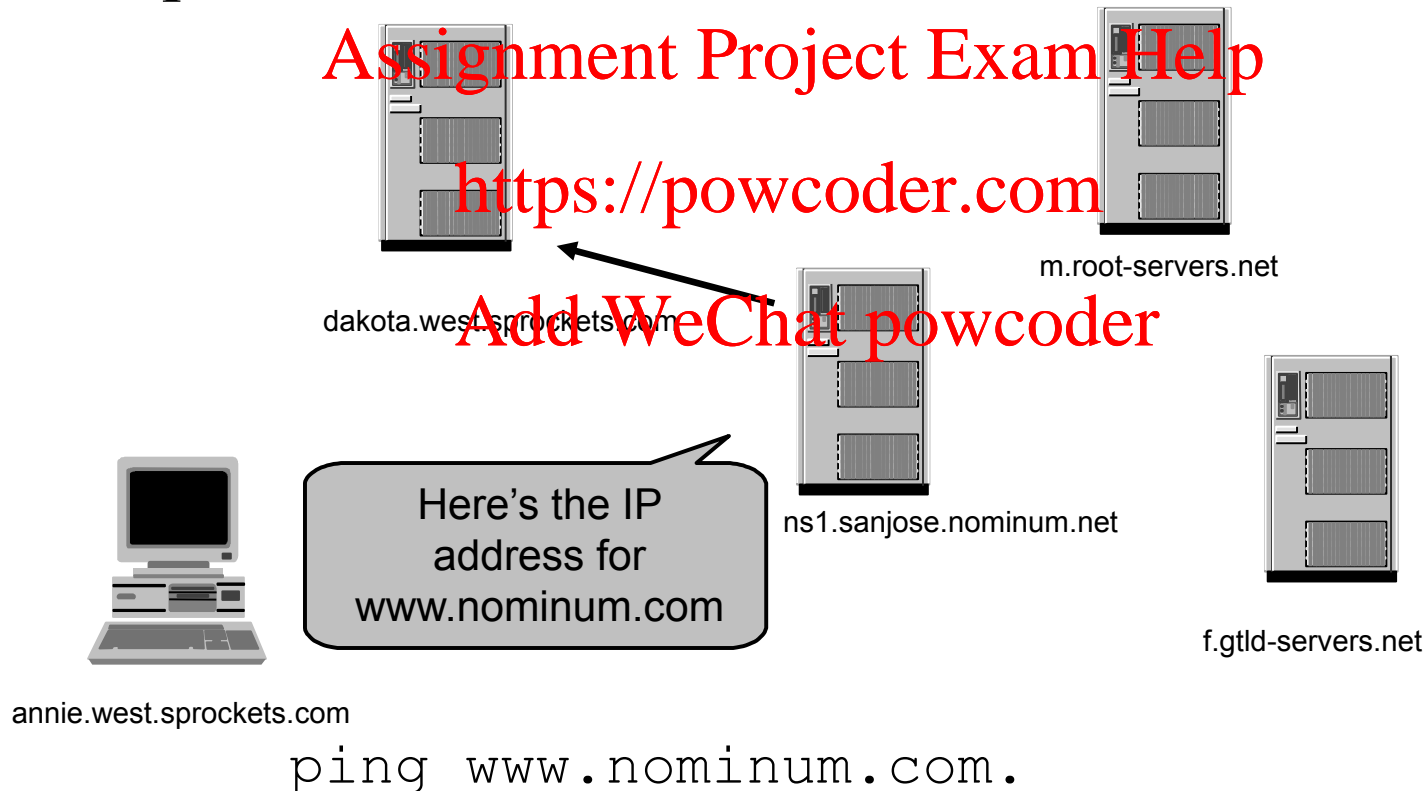 Assignment Project Exam Help
https://powcoder.com
m.root-servers.net
dakota.west.sprockets.com
Add WeChat powcoder
Here’s the IP
address for
www.nominum.com
ns1.sanjose.nominum.net
f.gtld-servers.net
annie.west.sprockets.com
ping www.nominum.com.